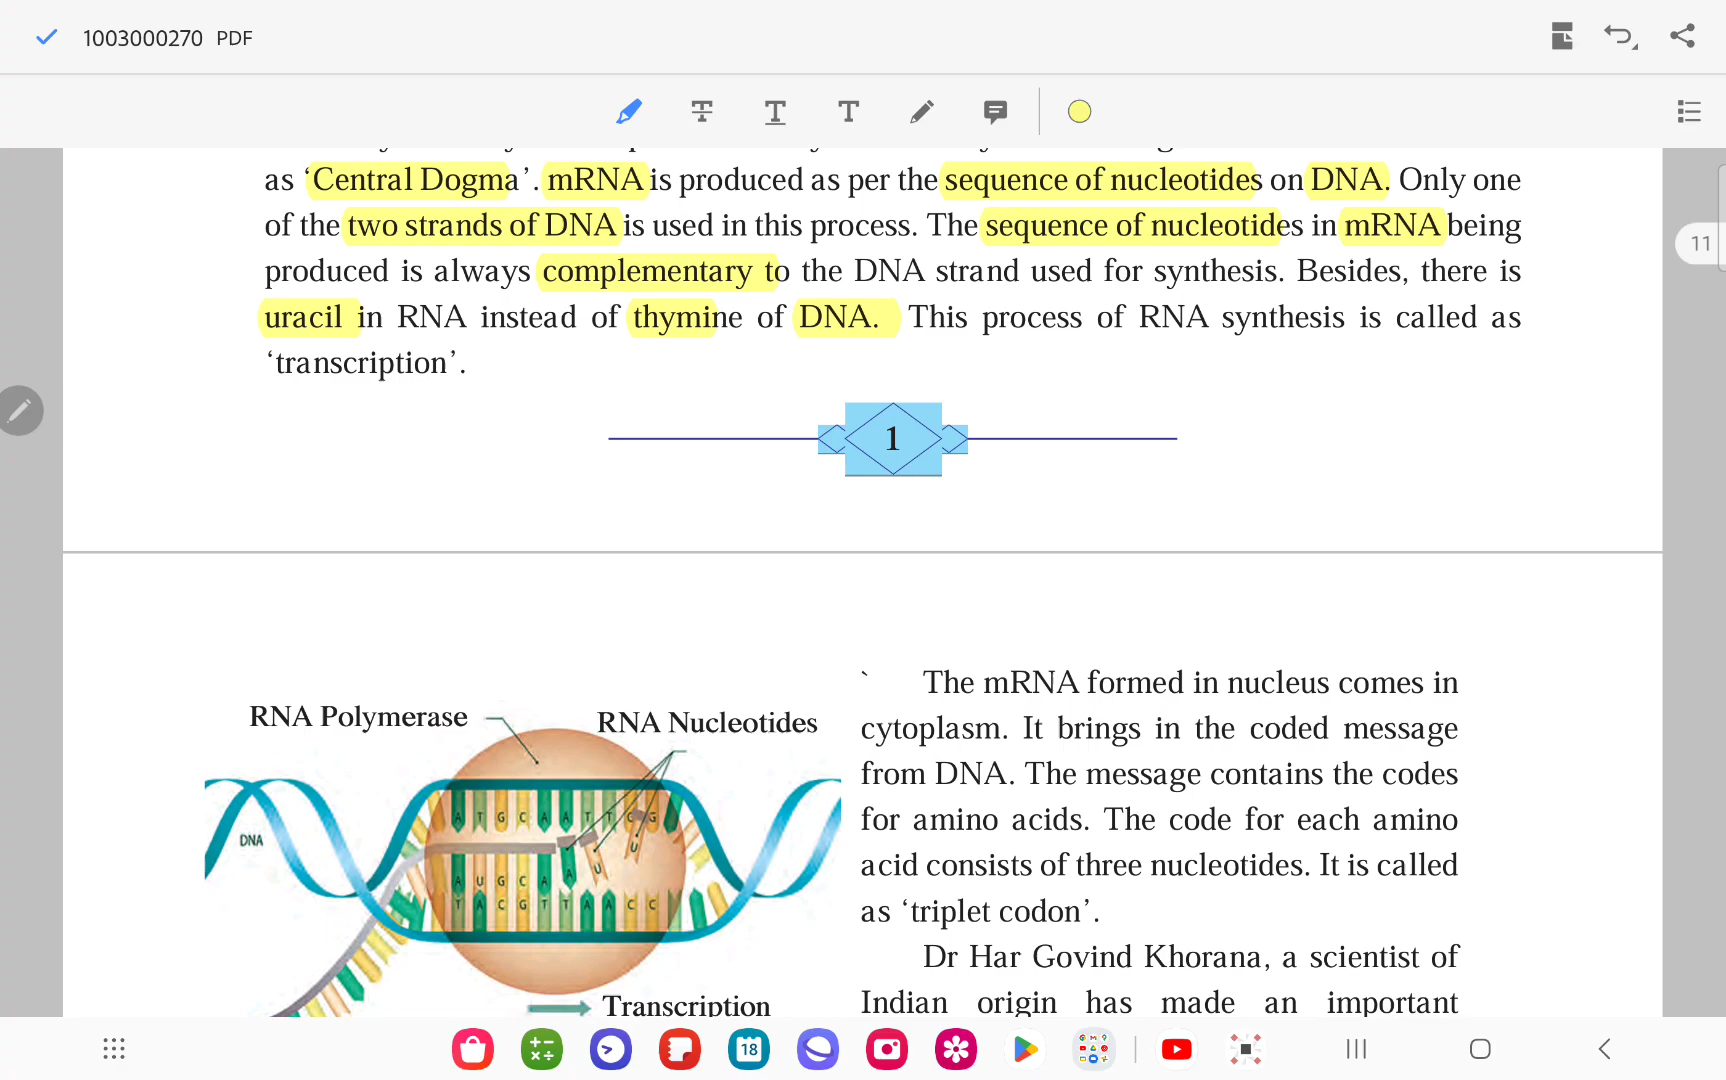 1003000270 PDF
as ‘Central Dogma’. mRNA is produced as per the sequence of nucleotides on DNA. Only one
of the two strands of DNA is used in this process. The sequence of nucleotides in mRNA being
produced is always complementary to the DNA strand used for synthesis. Besides, there is
uracil in RNA instead of thymine of DNA. This process of RNA synthesis is called as
‘transcription’.
11
1
RNA Polymerase
RNA Nucleotides
DNA
A T G C A A T T C G
U
U
A
A U G C A
T A C G T T A A C C
Transcription
` The mRNA formed in nucleus comes in
cytoplasm. It brings in the coded message
from DNA. The message contains the codes
for amino acids. The code for each amino
acid consists of three nucleotides. It is called
as ‘triplet codon’.
Dr Har Govind Khorana, a scientist of
Indian origin has made an important
18